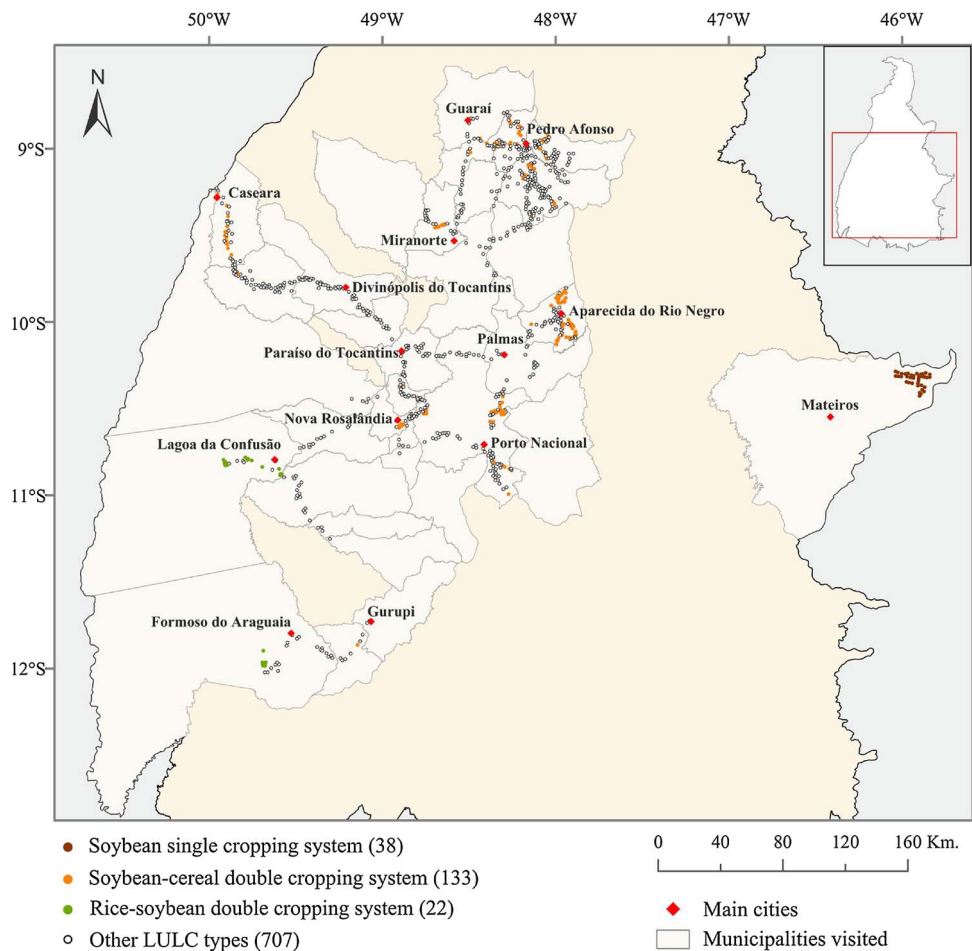 50°W 49°W 48°W 47°W 46°W
N
Guaraí
Pedro Afonso
9°S
Caseara
Miranorte
Divinópolis do Tocantins
Aparecida do Rio Negro
10°S
Palmas
Paraíso do Tocantins
Mateiros
Nova Rosalândia
Lagoa da Confusão
Porto Nacional
11°S
Formoso do Araguaia
Gurupi
12°S
Soybean single cropping system (38)
Soybean-cereal double cropping system (133)
Rice-soybean double cropping system (22)
Other LULC types (707)
0 40 80 120 160 Km.
Main cities
Municipalities visited